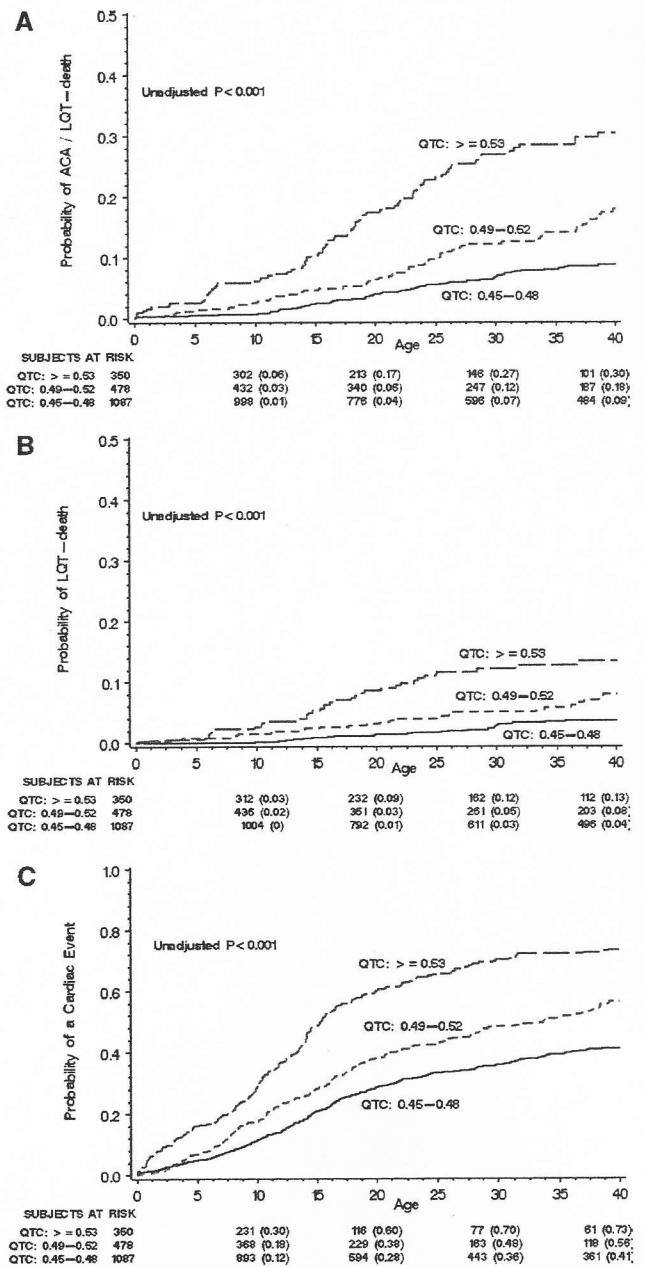 A
0.5
0.4
0.3
0.2
0.1
0.0
Probability of ACA / LQT—death
Unadjusted P<0.001
QTC: >=0.53
QTC: 0.49—0.52
QTC: 0.45—0.48
0 5 10 15 20 25 30 35 40
Age
SUBJECTS AT RISK
QTC: >=0.53 350 302 (0.06) 213 (0.17) 146 (0.27) 101 (0.30)
QTC: 0.49—0.52 478 432 (0.03) 340 (0.06) 247 (0.12) 187 (0.18)
QTC: 0.45—0.48 1087 998 (0.01) 776 (0.04) 596 (0.07) 484 (0.09)
B
0.5
0.4
0.3
0.2
0.1
0.0
Probability of LQT—death
Unadjusted P<0.001
QTC: >=0.53
QTC: 0.49—0.52
QTC: 0.45—0.48
0 5 10 15 20 25 30 35 40
Age
SUBJECTS AT RISK
QTC: >=0.53 350 312 (0.03) 232 (0.09) 162 (0.12) 112 (0.13)
QTC: 0.49—0.52 478 436 (0.02) 351 (0.03) 261 (0.05) 203 (0.08)
QTC: 0.45—0.48 1087 1004 (0) 792 (0.01) 611 (0.03) 496 (0.04)
C
1.0
0.8
0.6
0.4
0.2
0.0
Probability of a Cardiac Event
Unadjusted P<0.001
QTC: >=0.53
QTC: 0.49—0.52
QTC: 0.45—0.48
0 5 10 15 20 25 30 35 40
Age
SUBJECTS AT RISK
QTC: >=0.53 350 231 (0.30) 116 (0.60) 77 (0.70) 61 (0.73)
QTC: 0.49—0.52 478 368 (0.18) 229 (0.38) 163 (0.48) 118 (0.56)
QTC: 0.45—0.48 1087 893 (0.12) 594 (0.28) 443 (0.36) 361 (0.41)